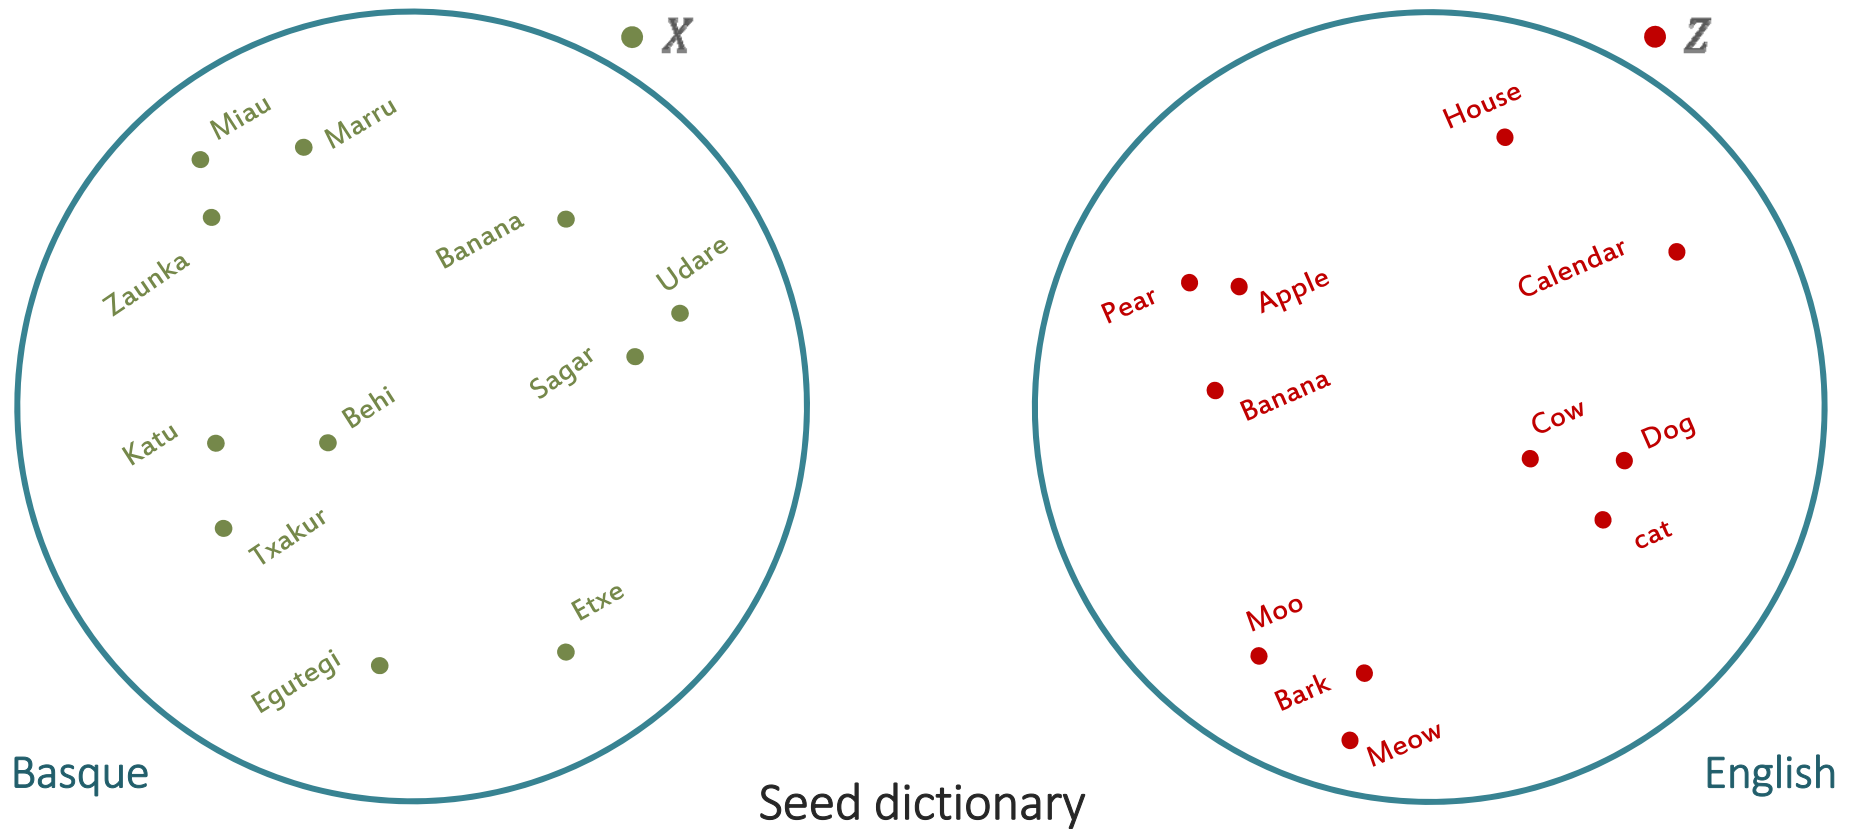 X
Miau
Marru
Zaunka
Banana
Udare
Sagar
Behi
Katu
Txakur
Etxe
Egutegi
Basque
Z
House
Calendar
Pear
Apple
Banana
Cow
Dog
cat
Moo
Bark
Meow
English
Seed dictionary